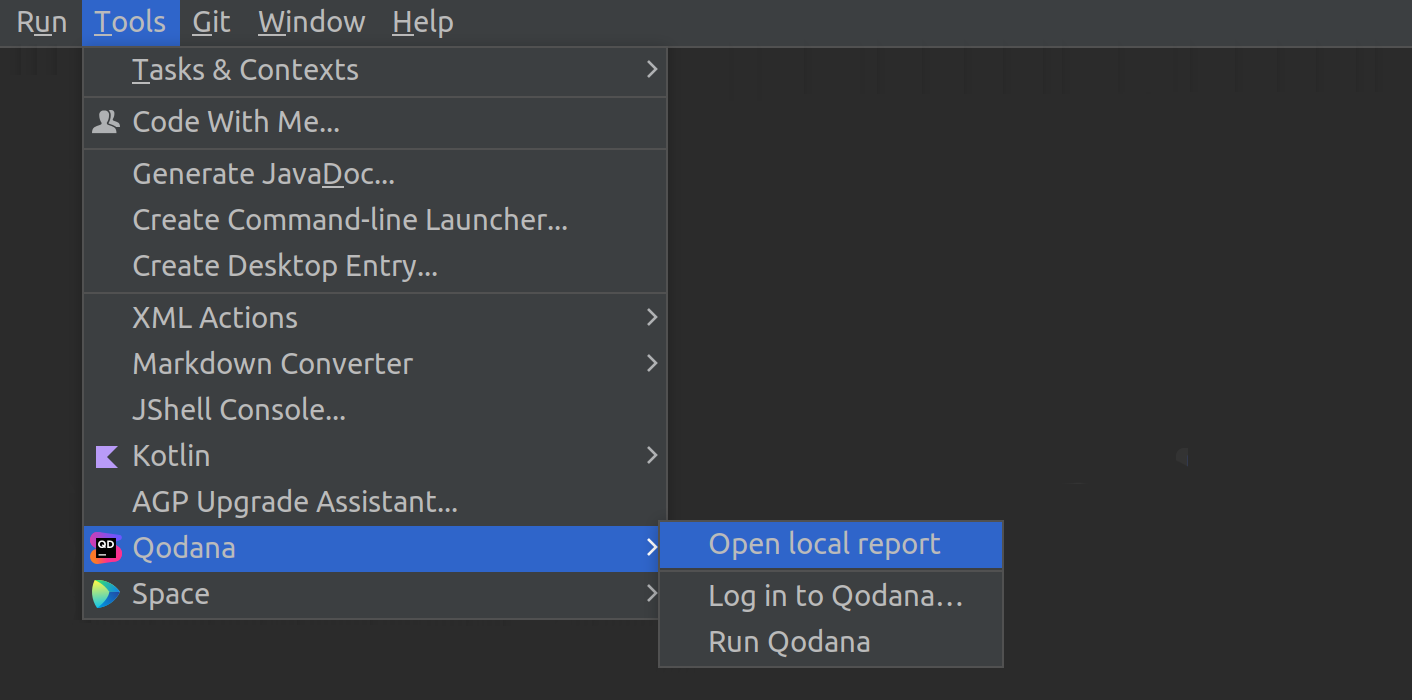 Run Tools Git Window Help
Tasks & Contexts
Code With Me...
Generate JavaDoc...
Create Command-line Launcher...
Create Desktop Entry...
XML Actions
Markdown Converter
JShell Console...
Kotlin
AGP Upgrade Assistant...
QD Qodana
Space
Open local report
Log in to Qodana...
Run Qodana